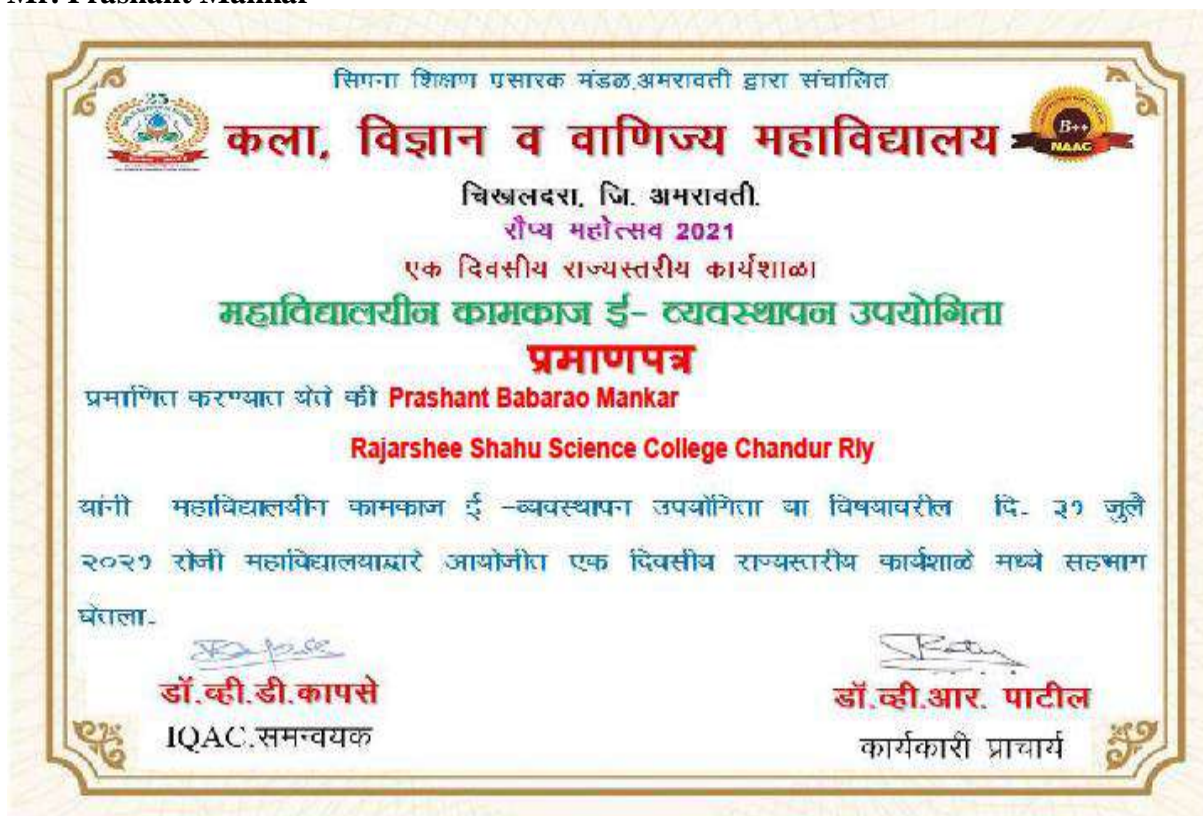 Mr. Prashant Mankar
सिपना शिक्षण प्रसारक मंडळ,अमरावती द्वारा संचालित
कला, विज्ञान व वाणिज्य महाविद्यालय
B++
NAAC
चिखलदरा, जि. अमरावती.
रौप्य महोत्सव 2021
एक दिवसीय राज्यस्तरीय कार्यशाळा
महाविद्यालयीन कामकाज ई- व्यवस्थापन उपयोगिता
प्रमाणपत्र
प्रमाणित करण्यात येते की Prashant Babarao Mankar
Rajarshee Shahu Science College Chandur Rly
यांनी महाविद्यालयीन कामकाज ई -व्यवस्थापन उपयोगिता या विषयावरील दि. ३१ जुलै
२०२१ रोजी महाविद्यालयाद्वारे आयोजीत एक दिवसीय राज्यस्तरीय कार्यशाळे मध्ये सहभाग
घेतला.
डॉ.व्ही.डी.कापसे
IQAC.समन्वयक
डॉ.व्ही.आर. पाटील
कार्यकारी प्राचार्य